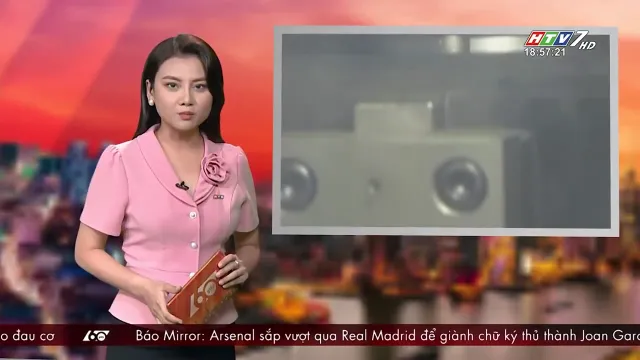 HTV7 HD
18:57:21
60
o đau cơ 60 Báo Mirror: Arsenal sắp vượt qua Real Madrid để giành chữ ký thủ thành Joan Gar